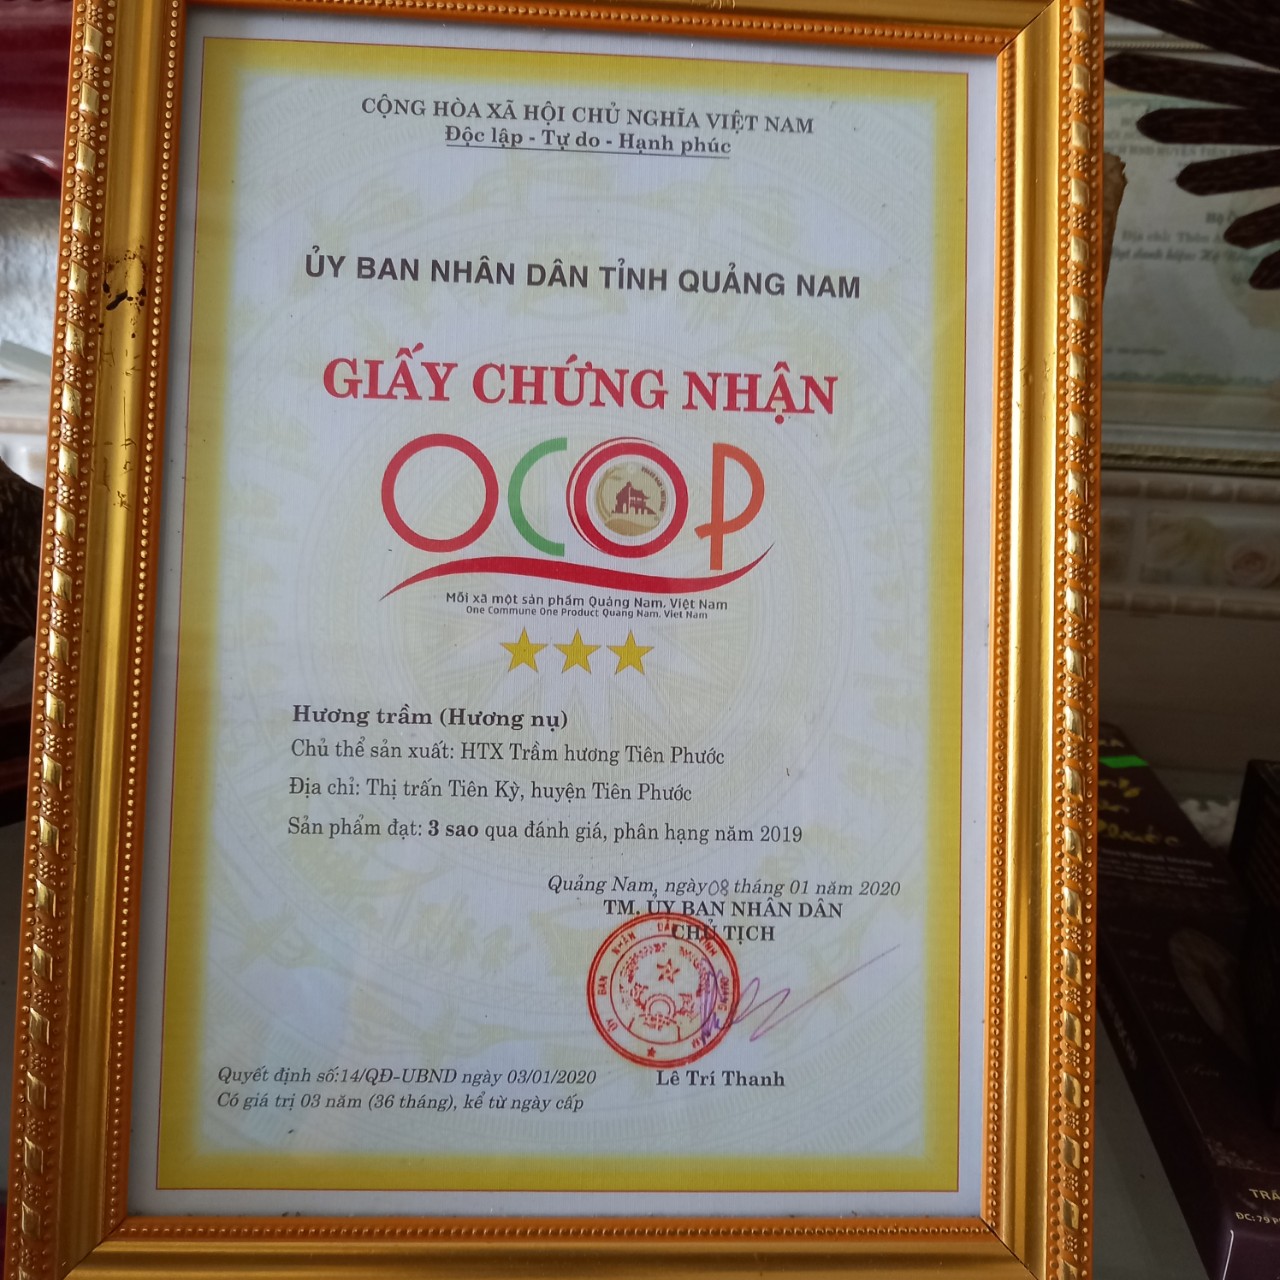 CỘNG HÒA XÃ HỘI CHỦ NGHĨA VIỆT NAM
Độc lập - Tự do - Hạnh phúc
ỦY BAN NHÂN DÂN TỈNH QUẢNG NAM
GIẤY CHỨNG NHẬN
OCOP
Mỗi xã một sản phẩm Quảng Nam. Việt Nam
One Commune One Product Quang Nam. Viet Nam
Hương trầm (Hương nụ)
Chủ thể sản xuất: HTX Trầm hương Tiên Phước
Địa chỉ: Thị trấn Tiên Kỳ, huyện Tiên Phước
Sản phẩm đạt: 3 sao qua đánh giá, phân hạng năm 2019
Quảng Nam, ngày 08 tháng 01 năm 2020
TM. ỦY BAN NHÂN DÂN
CHỦ TỊCH
Lê Trí Thanh
Quyết định số:14/QĐ-UBND ngày 03/01/2020
Có giá trị 03 năm (36 tháng), kể từ ngày cấp